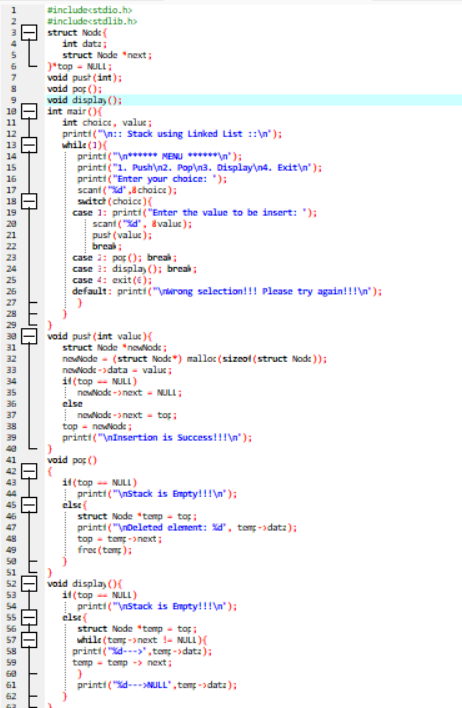 1 #include<stdio.h>
2 #include<stdlib.h>
3 struct Node{
4 int data;
5 struct Node *next;
6 }*top = NULL;
7 void push(int);
8 void pop();
9 void display();
10 int main(){
11 int choice, value;
12 printf("\n:: Stack using Linked List ::\n");
13 while(1){
14 printf("\n****** MENU ******\n");
15 printf("1. Push\n2. Pop\n3. Display\n4. Exit\n");
16 printf("Enter your choice: ");
17 scanf("%d",&choice);
18 switch(choice){
19 case 1: printf("Enter the value to be insert: ");
20 scanf("%d", &value);
21 push(value);
22 break;
23 case 2: pop(); break;
24 case 3: display(); break;
25 case 4: exit(0);
26 default: printf("\nWrong selection!!! Please try again!!!\n");
27 }
28 }
29 }
30 void push(int value){
31 struct Node *newNode;
32 newNode = (struct Node*) malloc(sizeof(struct Node));
33 newNode->data = value;
34 if(top == NULL)
35 newNode->next = NULL;
36 else
37 newNode->next = top;
38 top = newNode;
39 printf("\nInsertion is Success!!!\n");
40 }
41 void pop()
42 {
43 if(top == NULL)
44 printf("\nStack is Empty!!!\n");
45 else{
46 struct Node *temp = top;
47 printf("\nDeleted element: %d", temp->data);
48 top = temp->next;
49 free(temp);
50 }
51 }
52 void display(){
53 if(top == NULL)
54 printf("\nStack is Empty!!!\n");
55 else{
56 struct Node *temp = top;
57 while(temp->next != NULL){
58 printf("%d--->",temp->data);
59 temp = temp -> next;
60 }
61 printf("%d--->NULL",temp->data);
62 }
63 }